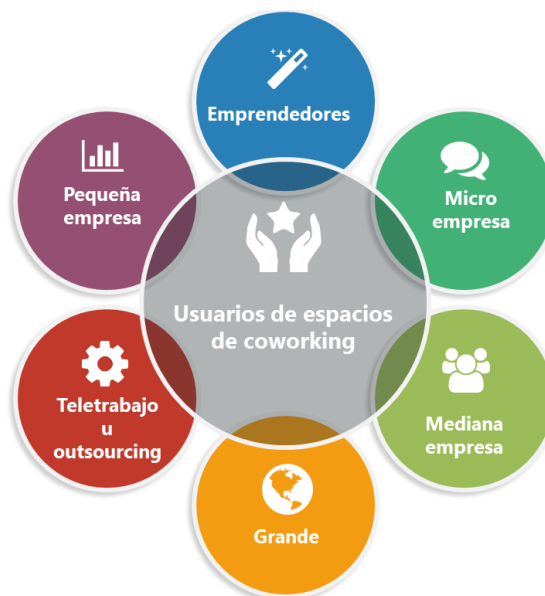 Emprendedores
Pequeña
empresa
Micro
empresa
Usuarios de espacios
de coworking
Teletrabajo
u
outsourcing
Mediana
empresa
Grande